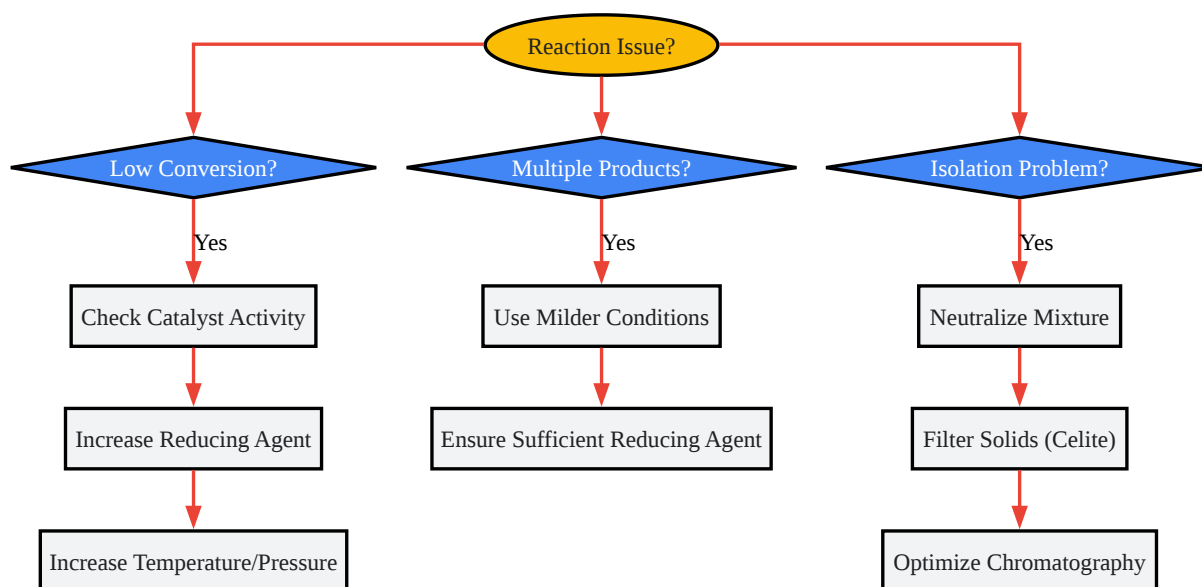 Reaction Issue?
Low Conversion?
Multiple Products?
Isolation Problem?
Yes
Yes
Yes
Check Catalyst Activity
Use Milder Conditions
Neutralize Mixture
Increase Reducing Agent
Ensure Sufficient Reducing Agent
Filter Solids (Celite)
Increase Temperature/Pressure
Optimize Chromatography